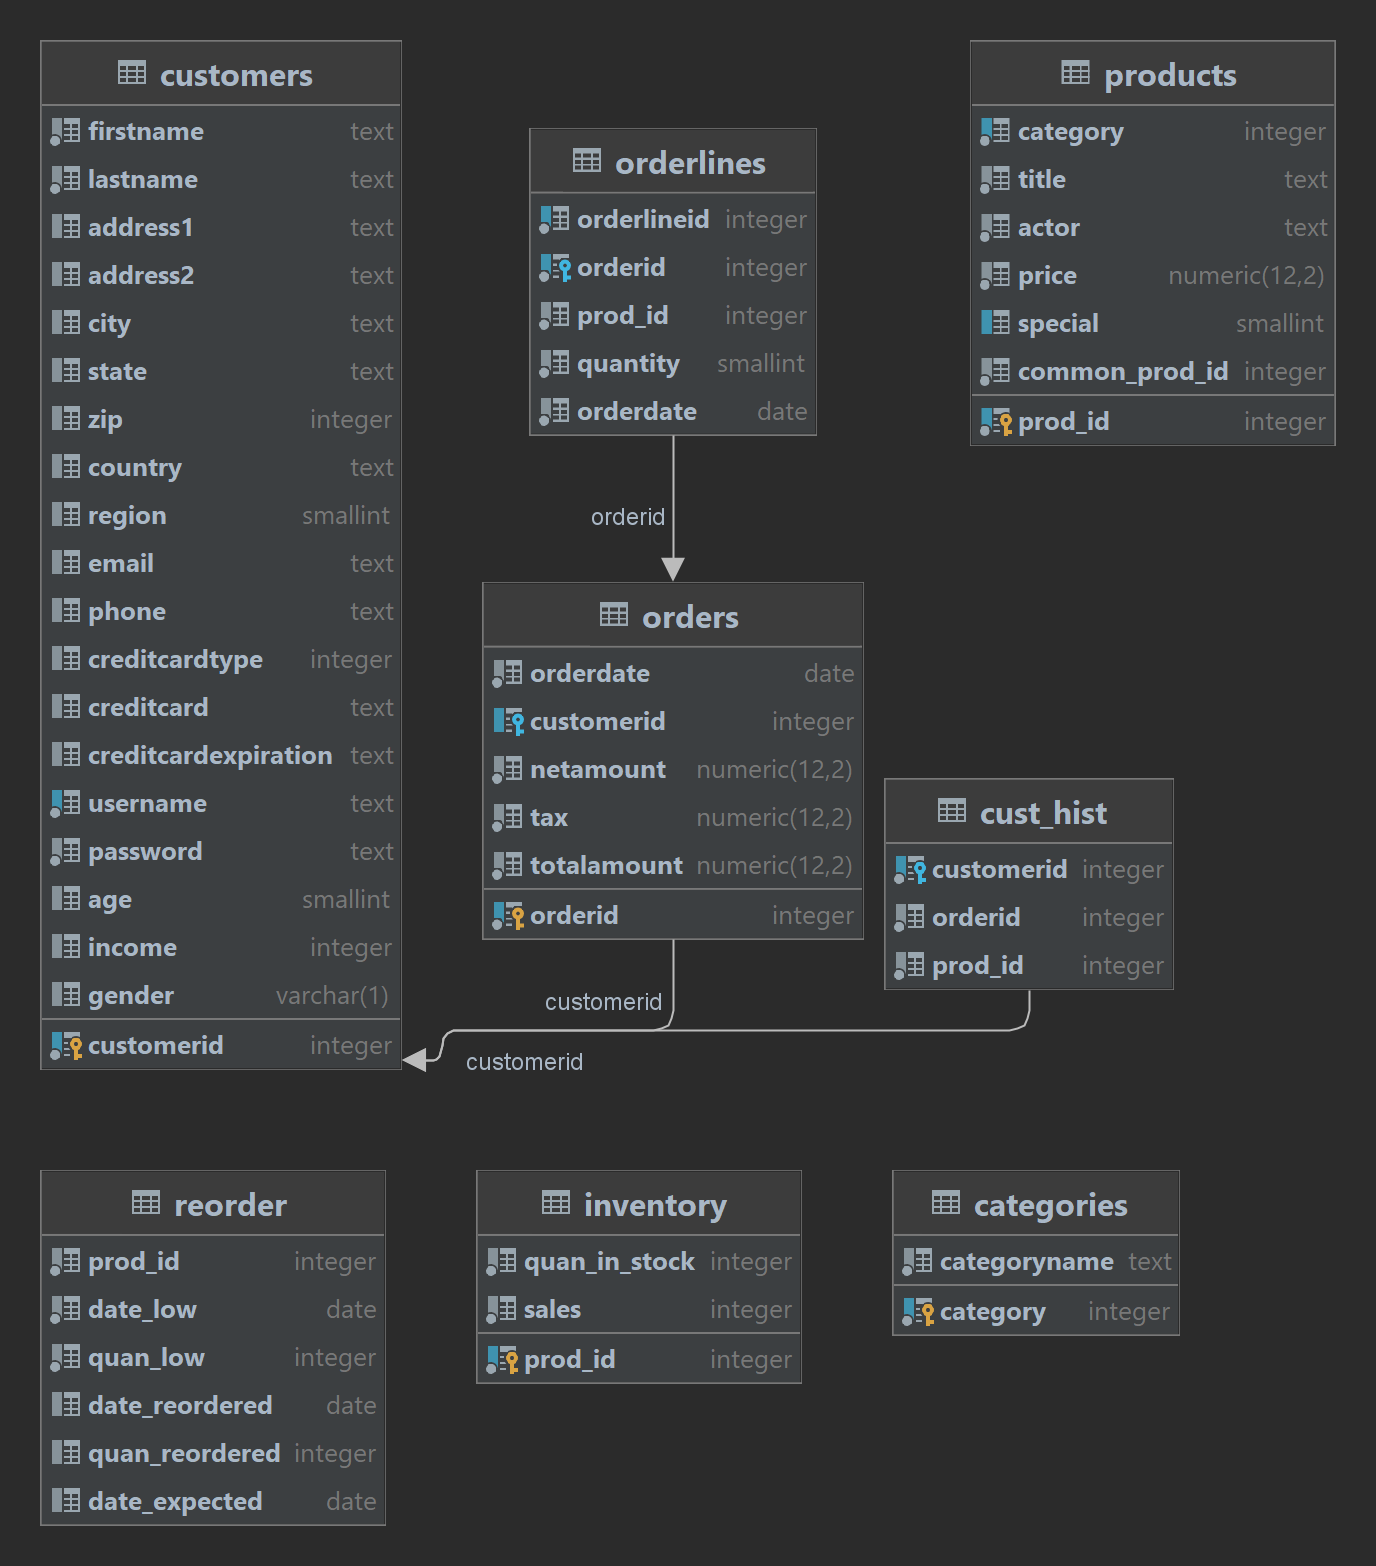 customers
firstname text
lastname text
address1 text
address2 text
city text
state text
zip integer
country text
region smallint
email text
phone text
creditcardtype integer
creditcard text
creditcardexpiration text
username text
password text
age smallint
income integer
gender varchar(1)
customerid integer
orderlines
orderlineid integer
orderid integer
prod_id integer
quantity smallint
orderdate date
orderid
products
category integer
title text
actor text
price numeric(12,2)
special smallint
common_prod_id integer
prod_id integer
orders
orderdate date
customerid integer
netamount numeric(12,2)
tax numeric(12,2)
totalamount numeric(12,2)
orderid integer
cust_hist
customerid integer
orderid integer
prod_id integer
customerid
customerid
reorder
prod_id integer
date_low date
quan_low integer
date_reordered date
quan_reordered integer
date_expected date
inventory
quan_in_stock integer
sales integer
prod_id integer
categories
categoryname text
category integer